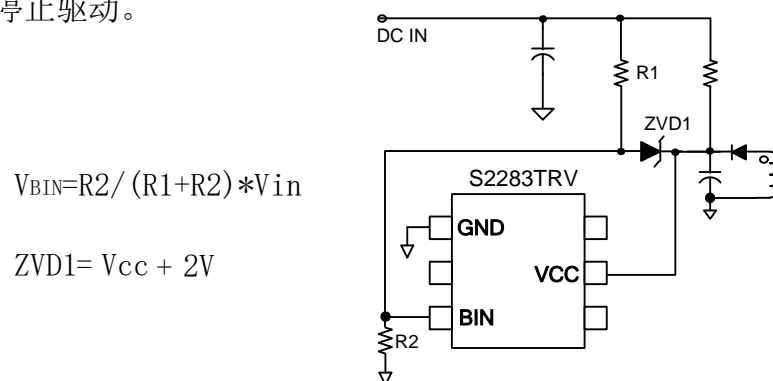 停止驱动。
DC IN
R1
ZVD1
VBIN=R2/(R1+R2)*Vin
S2283TRV
GND
ZVD1= Vcc + 2V
VCC
BIN
R2